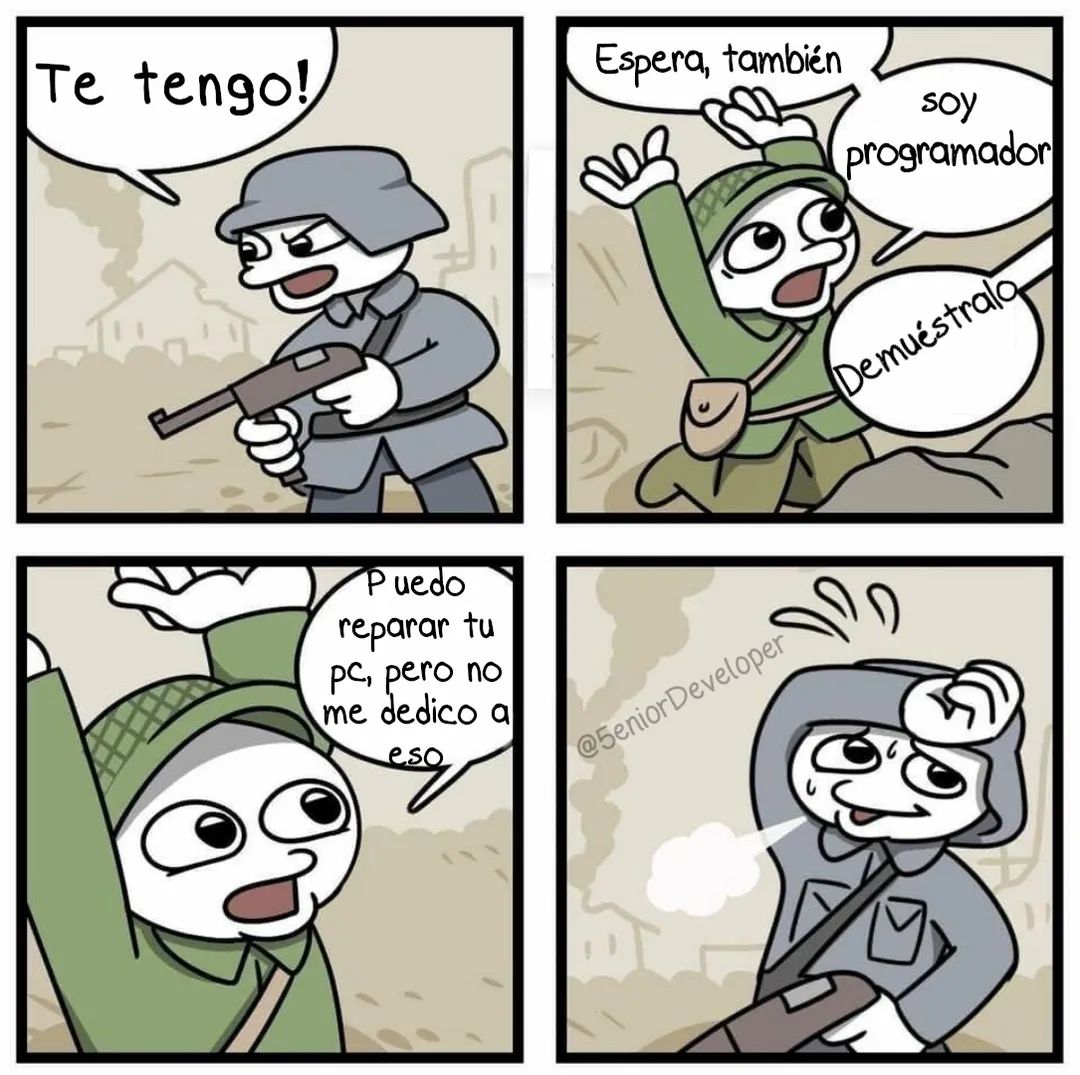 Te tengo!
Espera, también
soy
programador
Demuéstralo
Puedo
reparar tu
pc, pero no
me dedico a
eso
@5eniorDeveloper